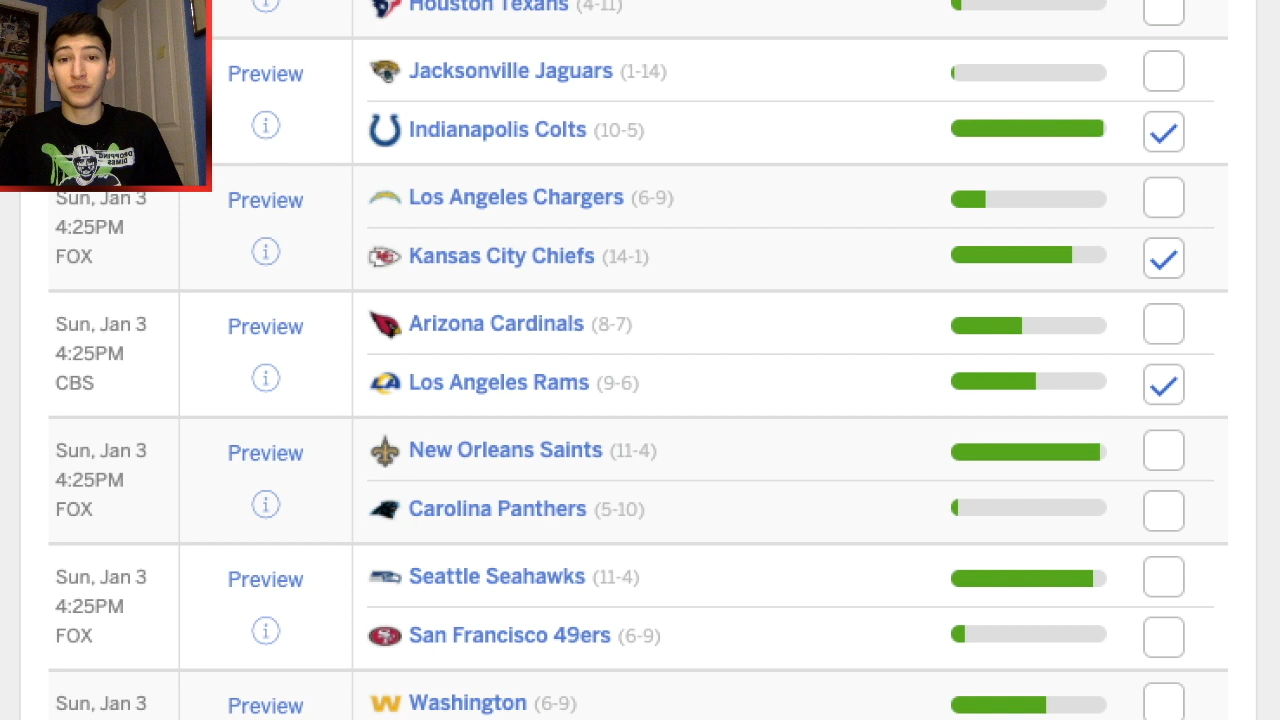 Houston Texans (4-11)
Preview
Jacksonville Jaguars (1-14)
Indianapolis Colts (10-5)
DROPPING
DIMES
Sun, Jan 3
4:25PM
FOX
Preview
Los Angeles Chargers (6-9)
Kansas City Chiefs (14-1)
Sun, Jan 3
4:25PM
CBS
Preview
Arizona Cardinals (8-7)
Los Angeles Rams (9-6)
Sun, Jan 3
4:25PM
FOX
Preview
New Orleans Saints (11-4)
Carolina Panthers (5-10)
Sun, Jan 3
4:25PM
FOX
Preview
Seattle Seahawks (11-4)
San Francisco 49ers (6-9)
Sun, Jan 3
Preview
Washington (6-9)